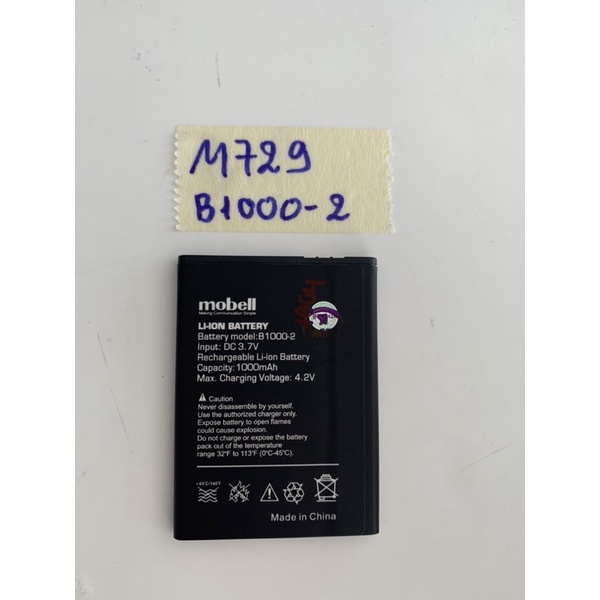 M729
B1000-2
mobell
Making Communication Simple
LI-ION BATTERY
Battery model:B1000-2
Input: DC 3.7V
Rechargeable Li-ion Battery
Capacity:1000mAh
Max. Charging Voltage: 4.2V
Caution
Never disassemble by yourself.
Use the authorized charger only.
Expose battery to open flames
could cause explosion.
Do not charge or expose the battery
pack out of the temperature
range 32°F to 113°F (0°C-45°C).
Made in China